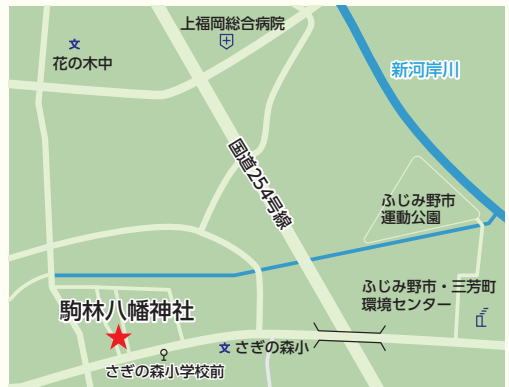 上福岡総合病院
文
花の木中
新河岸川
国道254号線
ふじみ野市
運動公園
ふじみ野市・三芳町
環境センター
駒林八幡神社
文 さぎの森小
さぎの森小学校前